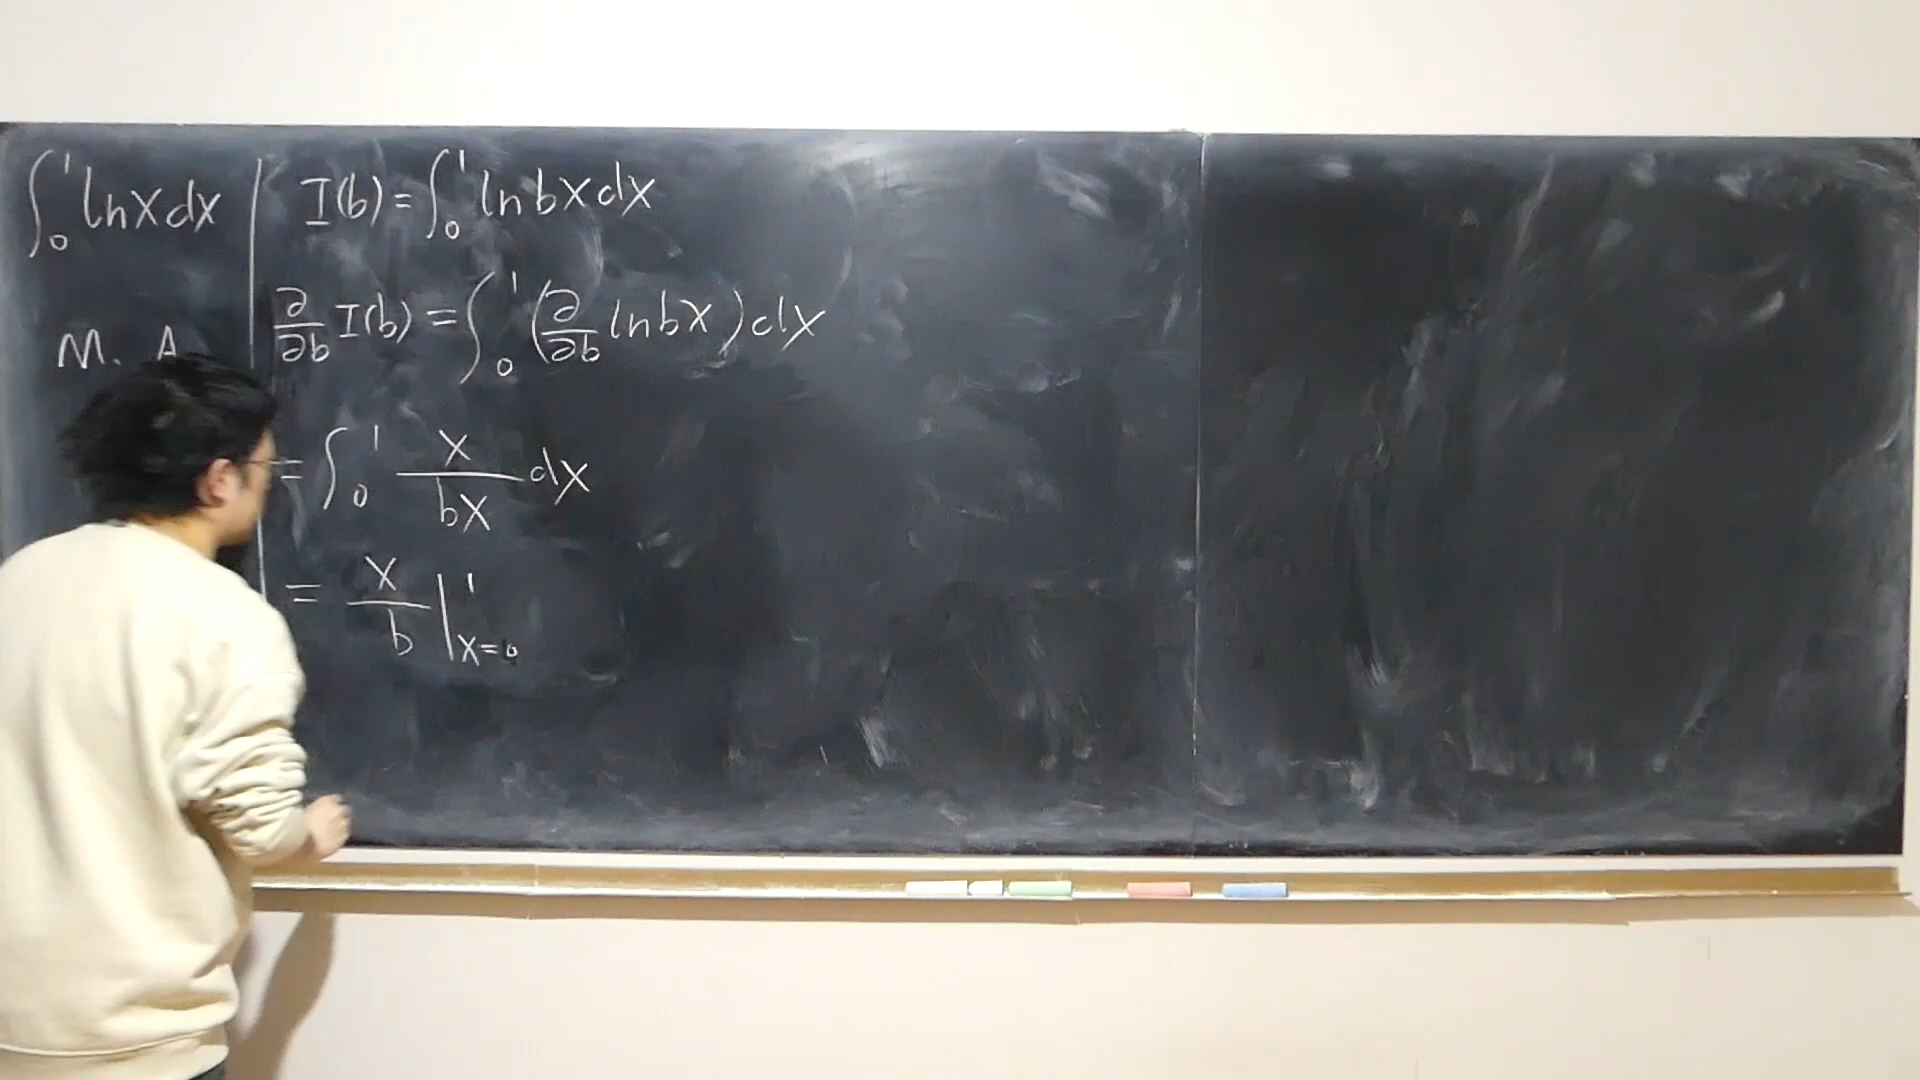 ∫₀¹ ln x dx
M. A
I(b) = ∫₀¹ ln bx dx
∂/∂b I(b) = ∫₀¹ (∂/∂b ln bx) dx
= ∫₀¹ x/bx dx
= x/b |¹ₓ₌₀